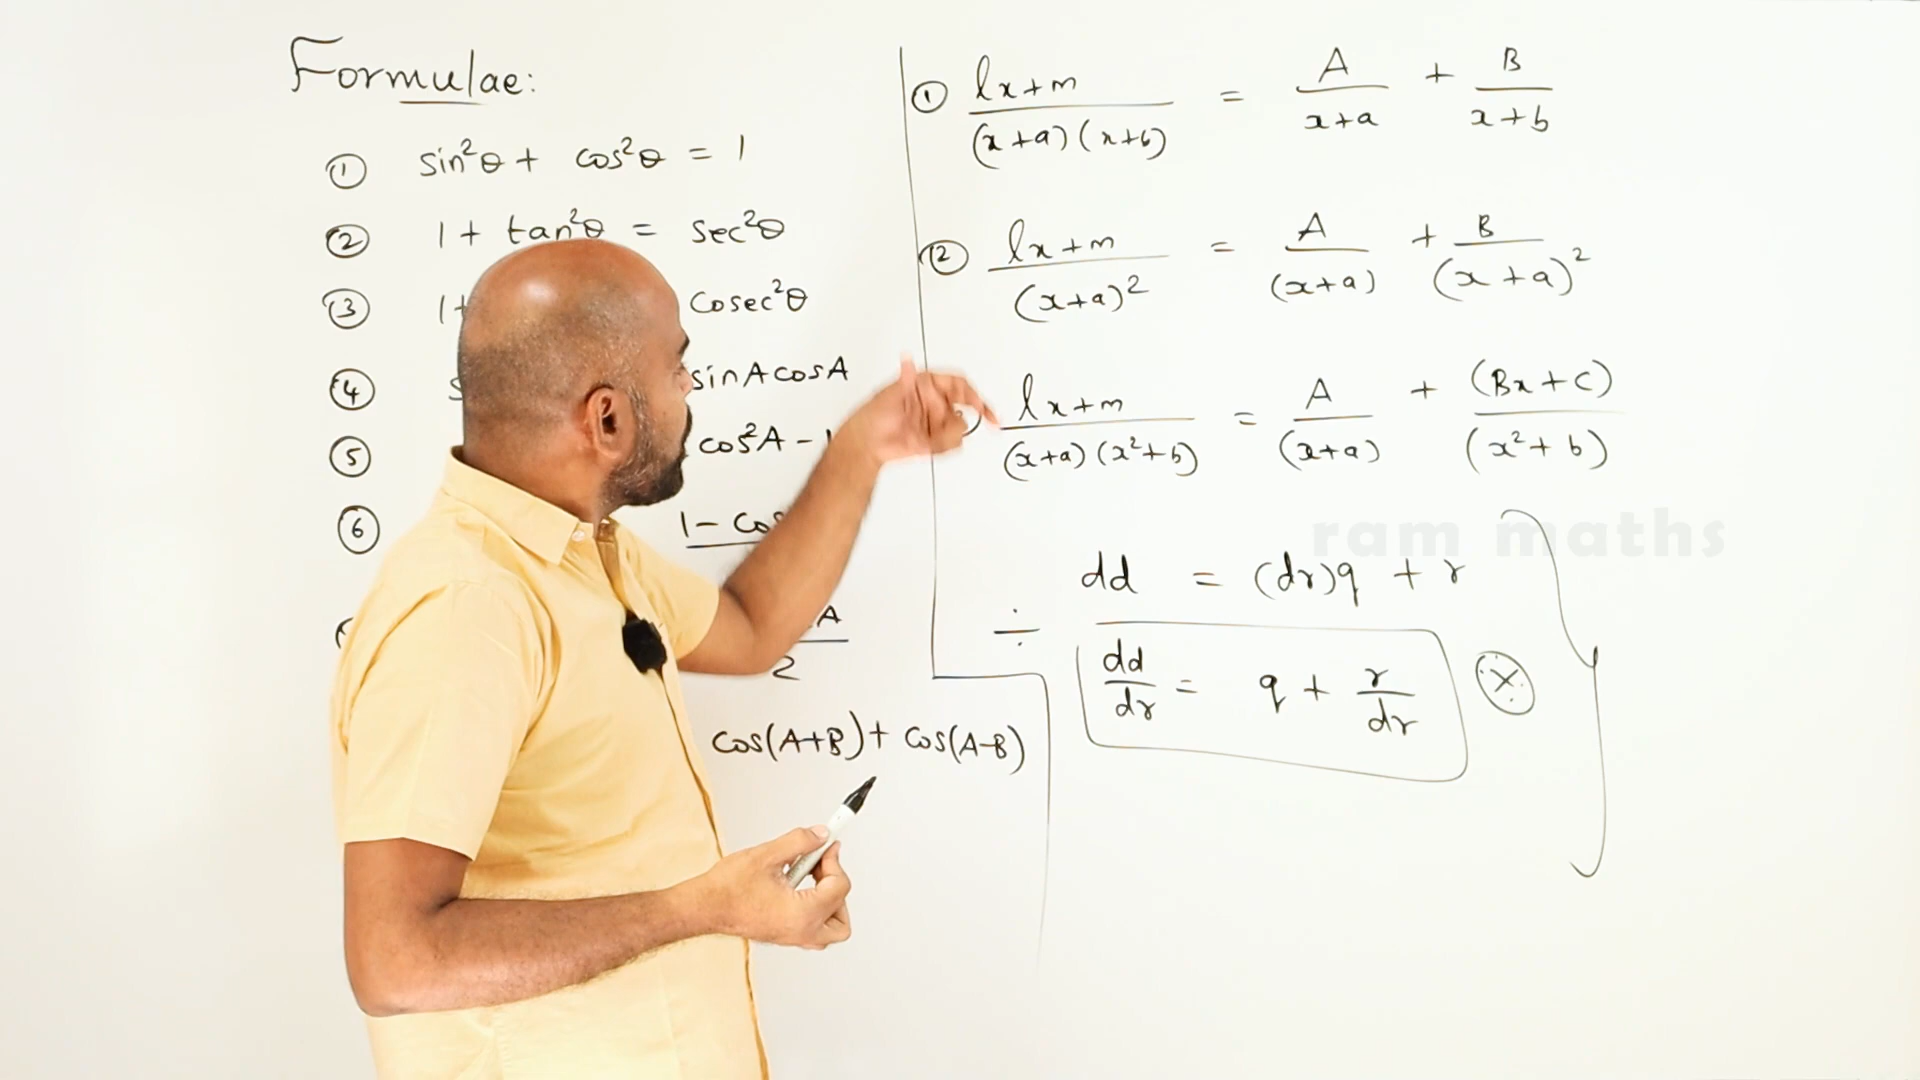 Formulae:
① sin²θ + cos²θ = 1
② 1 + tan²θ = sec²θ
③ 1+ cosec²θ
④ s sinAcosA
⑤ cos²A -
⑥ 1 - cos
A
2
cos(A+B) + cos(A-B)
① lx+m / (x+a)(x+b) = A / x+a + B / x+b
② lx+m / (x+a)² = A / (x+a) + B / (x+a)²
lx+m / (x+a)(x²+b) = A / (x+a) + (Bx+C) / (x²+b)
ram maths
dd = (dr)q + r
÷
dd / dr = q + r / dr ⊗